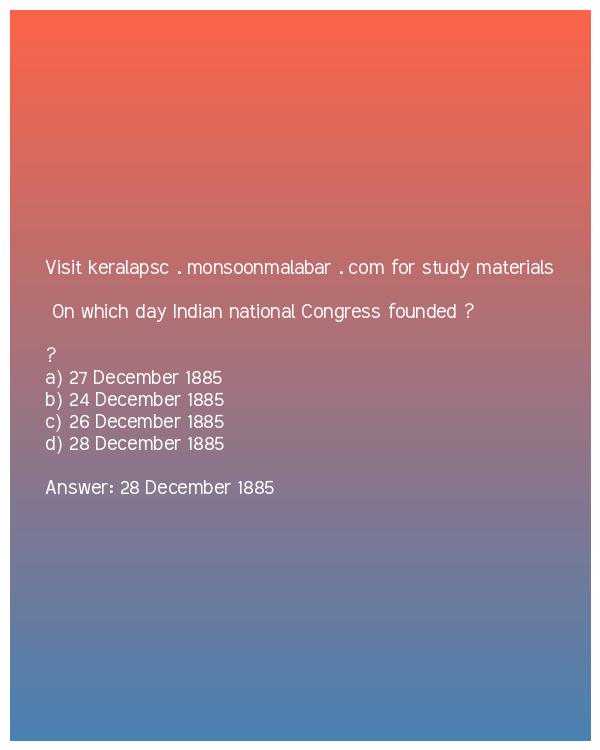 Visit keralapsc . monsoonmalabar . com for study materials
On which day Indian national Congress founded ?
?
a) 27 December 1885
b) 24 December 1885
c) 26 December 1885
d) 28 December 1885
Answer: 28 December 1885